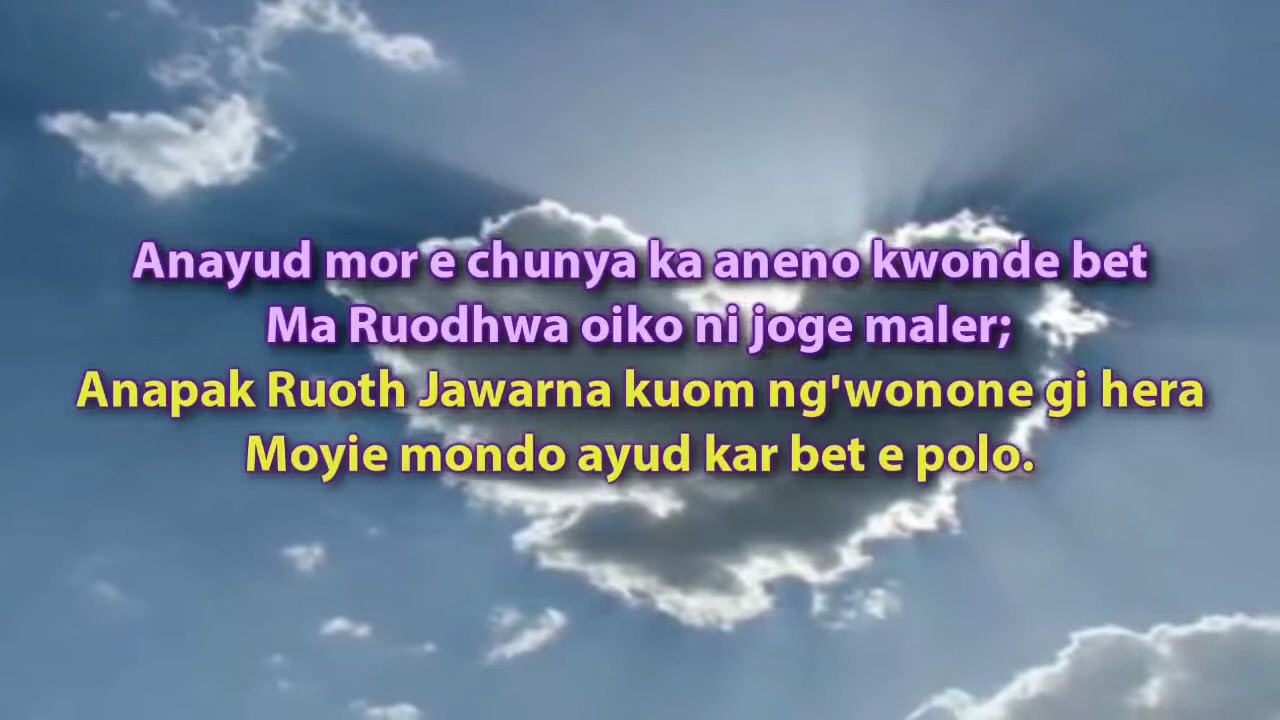 Anayud mor e chunya ka aneno kwonde bet
Ma Ruodhwa oiko ni joge maler;
Anapak Ruoth Jawarna kuom ng'wonone gi hera
Moyie mondo ayud kar bet e polo.